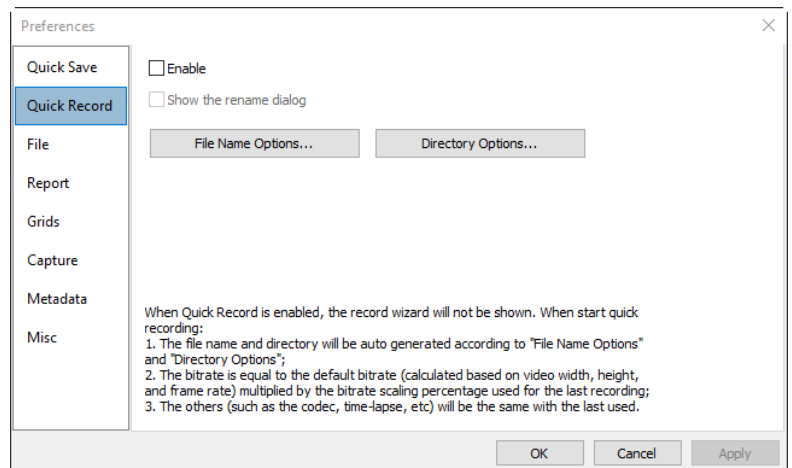 Preferences
Quick Save
Quick Record
File
Report
Grids
Capture
Metadata
Misc
Enable
Show the rename dialog
File Name Options...
Directory Options...
When Quick Record is enabled, the record wizard will not be shown. When start quick
recording:
1. The file name and directory will be auto generated according to "File Name Options"
and "Directory Options";
2. The bitrate is equal to the default bitrate (calculated based on video width, height,
and frame rate) multiplied by the bitrate scaling percentage used for the last recording;
3. The others (such as the codec, time-lapse, etc) will be the same with the last used.
OK
Cancel
Apply